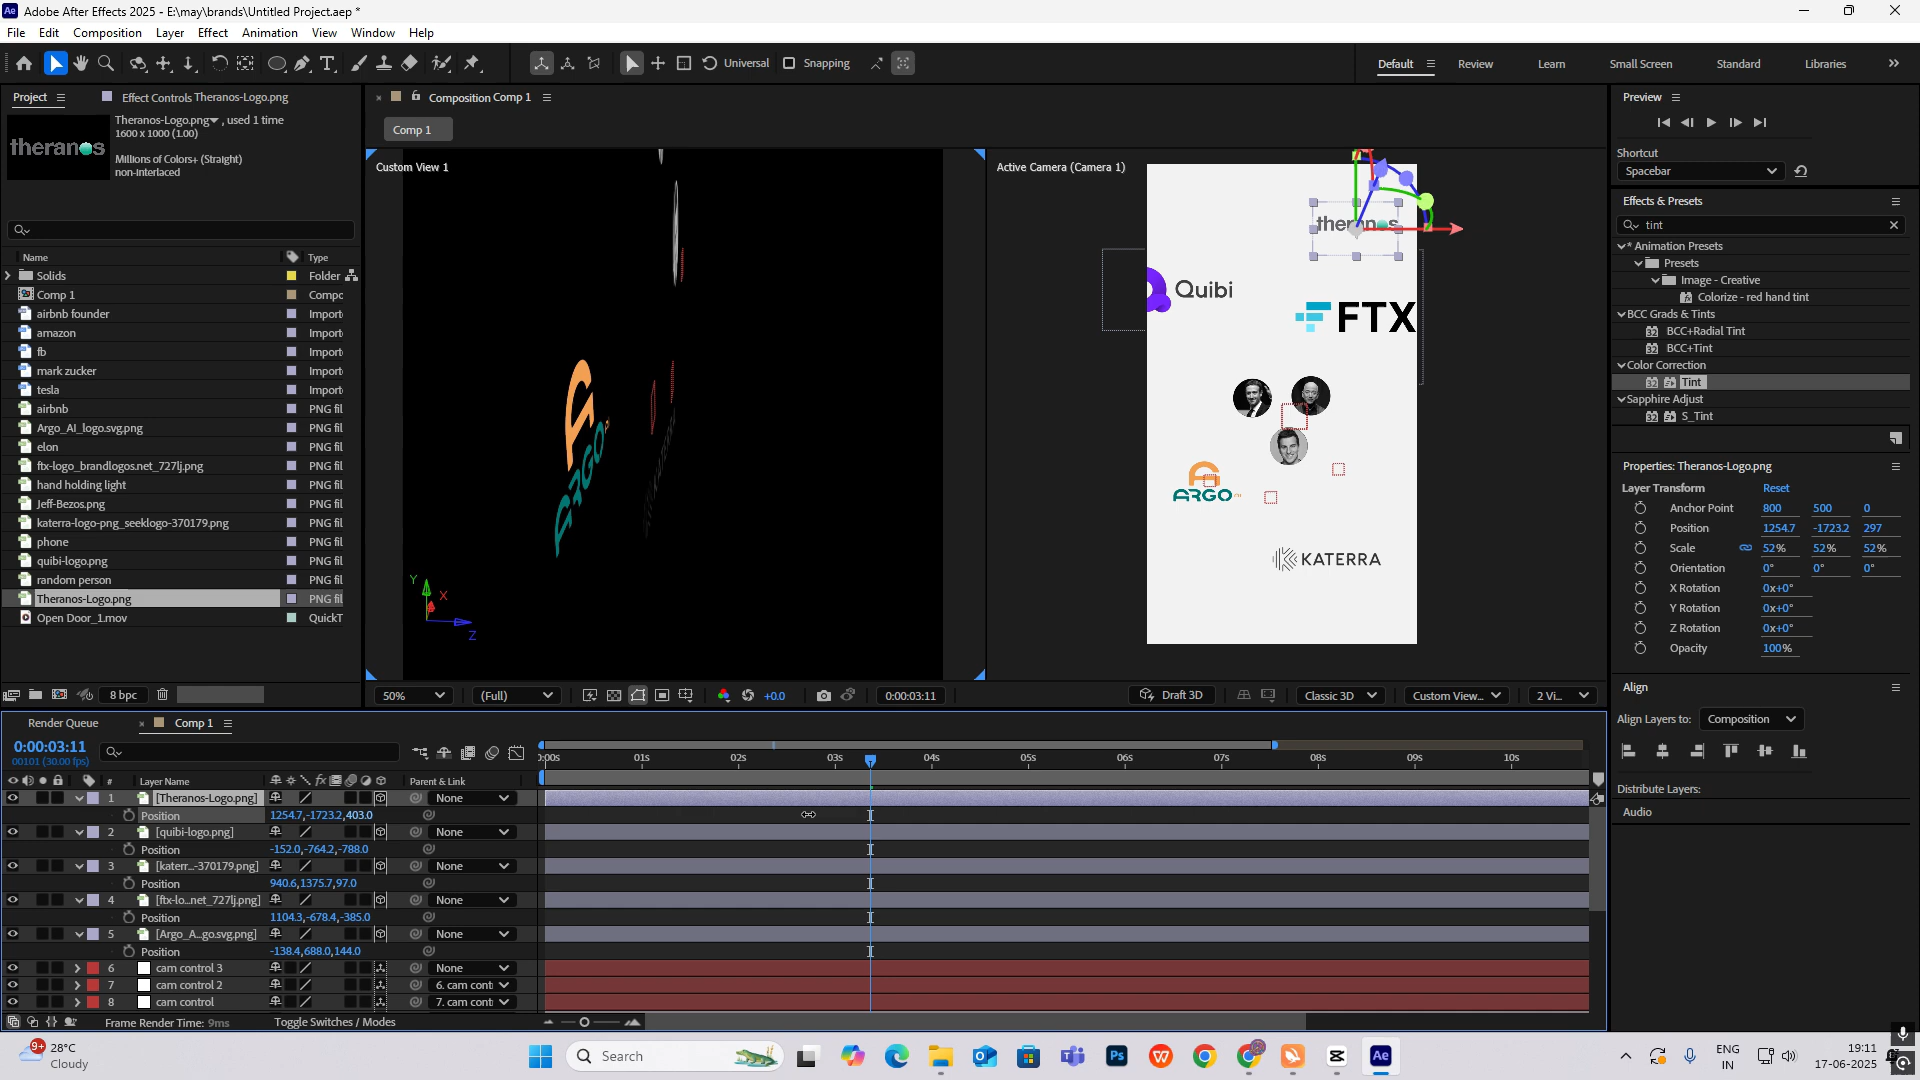 Adobe After Effects 2025 - E:\may\brands\Untitled Project.aep *
File Edit Composition Layer Effect Animation View Window Help
Universal Snapping Default Review Learn Small Screen Standard Libraries
Project Effect Controls Theranos-Logo.png
Theranos-Logo.png , used 1 time
1600 x 1000 (1.00)
Millions of Colors+ (Straight)
non-interlaced
theranos
Name Type
Solids Folder
Comp 1 Compo
airbnb founder Import
amazon Import
fb Import
mark zucker Import
tesla Import
airbnb PNG fil
Argo_AI_logo.svg.png PNG fil
elon PNG fil
ftx-logo_brandlogos.net_727lj.png PNG fil
hand holding light PNG fil
Jeff-Bezos.png PNG fil
katerra-logo-png_seeklogo-370179.png PNG fil
phone PNG fil
quibi-logo.png PNG fil
random person PNG fil
Theranos-Logo.png PNG fil
Open Door_1.mov QuickT
8 bpc
Composition Comp 1
Comp 1
Custom View 1
ARGO
Y X Z
Active Camera (Camera 1)
theranos
Quibi
FTX
ARGO AI
KATERRA
50% (Full) +0.0 0:00:03:11 Draft 3D Classic 3D Custom View... 2 Vi...
Preview
Shortcut
Spacebar
Effects & Presets
tint
* Animation Presets
Presets
Image - Creative
Colorize - red hand tint
BCC Grads & Tints
BCC+Radial Tint
BCC+Tint
Color Correction
32 Tint
Sapphire Adjust
32 S_Tint
Properties: Theranos-Logo.png
Layer Transform Reset
Anchor Point 800 500 0
Position 1254.7 -1723.2 297
Scale 52% 52% 52%
Orientation 0° 0° 0°
X Rotation 0x+0°
Y Rotation 0x+0°
Z Rotation 0x+0°
Opacity 100%
Align
Align Layers to: Composition
Distribute Layers:
Audio
Render Queue Comp 1
0:00:03:11
00101 (30.00 fps)
# Layer Name Parent & Link
:00s 01s 02s 03s 04s 05s 06s 07s 08s 09s 10s
1 [Theranos-Logo.png] None
Position 1254.7,-1723.2,403.0
2 [quibi-logo.png] None
Position -152.0,-764.2,-788.0
3 [katerr...-370179.png] None
Position 940.6,1375.7,97.0
4 [ftx-lo...net_727lj.png] None
Position 1104.3,-678.4,-385.0
5 [Argo_A...go.svg.png] None
Position -138.4,688.0,144.0
6 cam control 3 None
7 cam control 2 6. cam cont
8 cam control 7. cam cont
Frame Render Time: 9ms Toggle Switches / Modes
9+ 28°C
Cloudy
Search
ENG
IN
19:11
17-06-2025